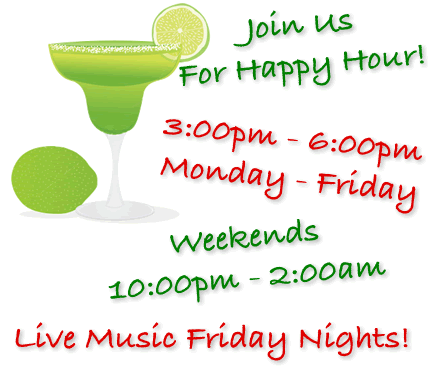 Join Us
For Happy Hour!
3:00pm - 6:00pm
Monday - Friday
Weekends
10:00pm - 2:00am
Live Music Friday Nights!